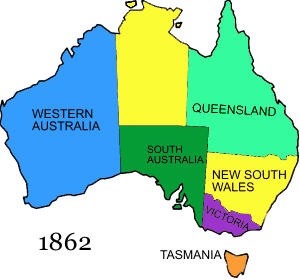 WESTERN
AUSTRALIA
QUEENSLAND
SOUTH
AUSTRALIA
NEW SOUTH
WALES
VICTORIA
1862
TASMANIA